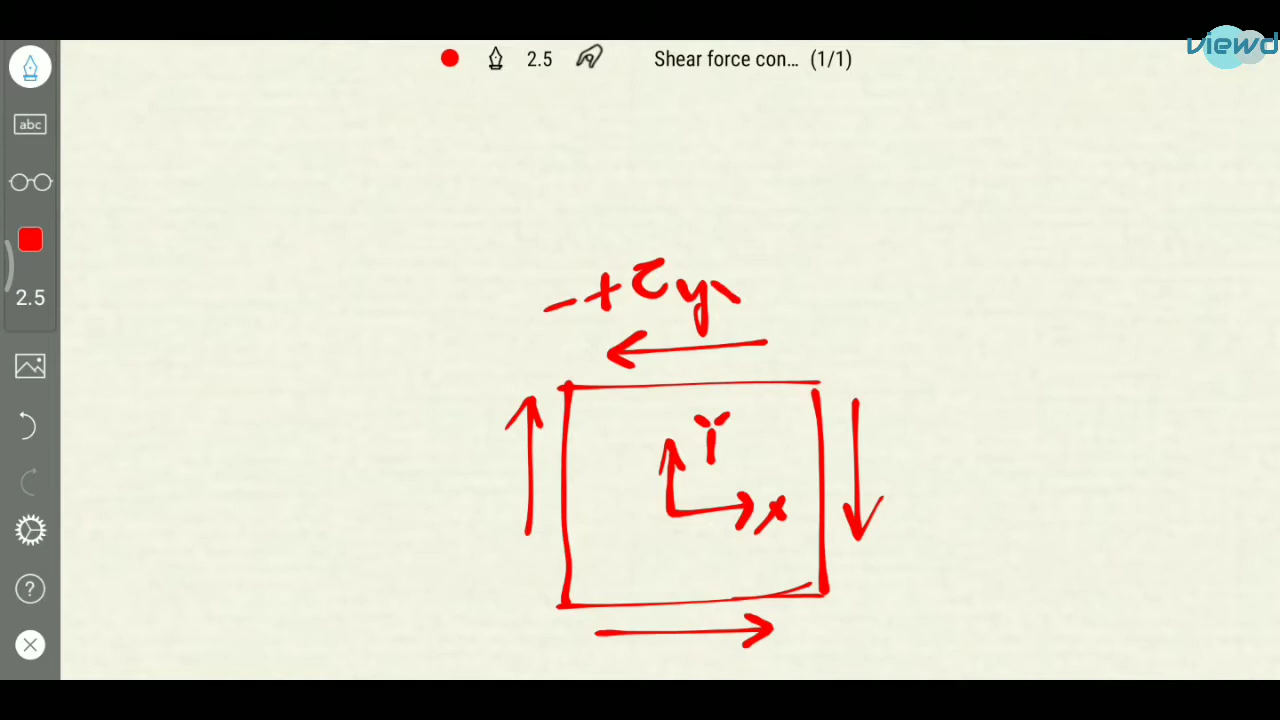 viewd
2.5 Shear force con... (1/1)
abc
2.5
-+τyx
Y
X
?